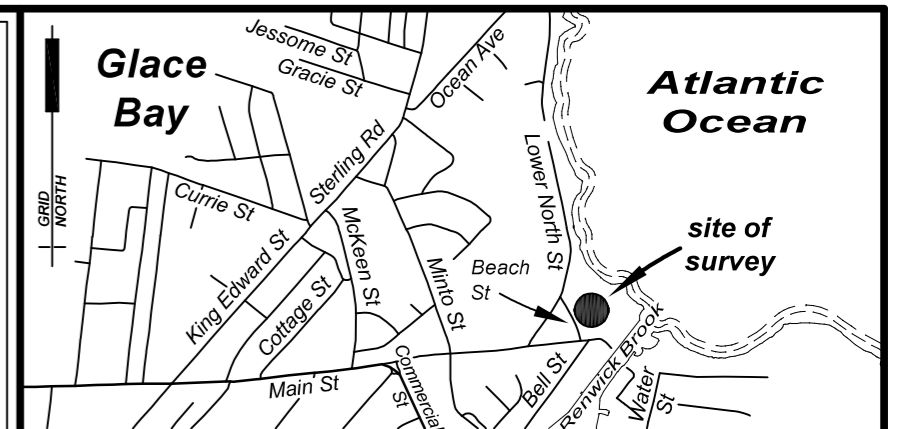 Jessome St
Gracie St
Glace
Bay
Ocean Ave
Atlantic
Ocean
GRID
NORTH
Sterling Rd
Lower North St
Currie St
McKeen St
site of
survey
King Edward St
Cottage St
Minto St
Beach
St
Renwick Brook
Main St
Commercial
St
Bell St
Water
St